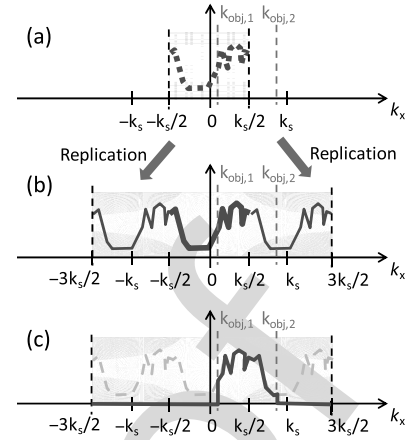 (a)
k_obj,1 k_obj,2
−k_s −k_s/2 0 k_s/2 k_s k_x
Replication Replication
(b)
k_obj,1 k_obj,2
−3k_s/2 −k_s −k_s/2 0 k_s/2 k_s 3k_s/2 k_x
(c)
k_obj,1 k_obj,2
−3k_s/2 −k_s −k_s/2 0 k_s/2 k_s 3k_s/2 k_x